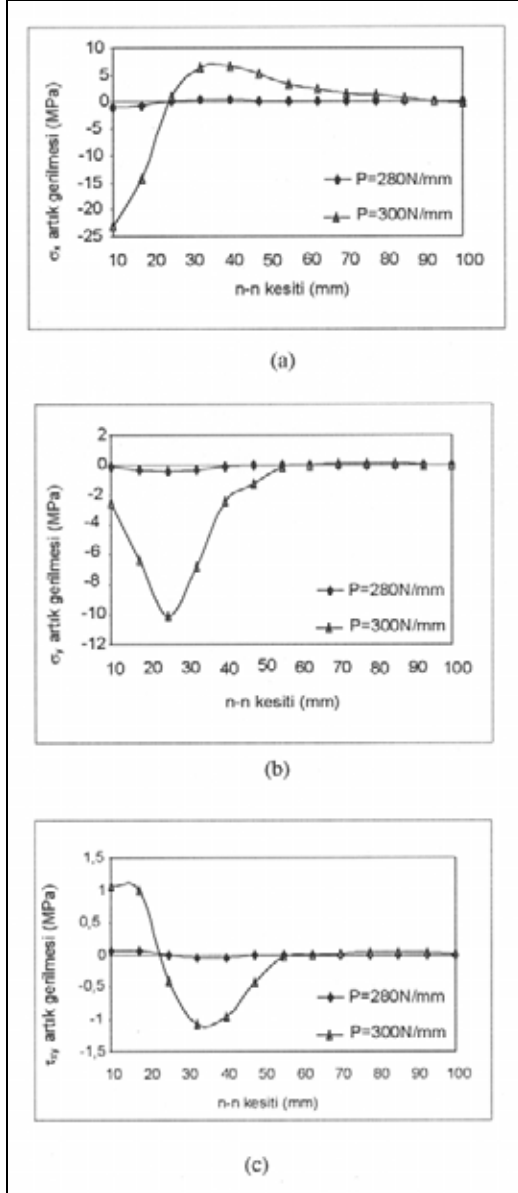 σx artık gerilmesi (MPa)
10
5
0
-5
-10
-15
-20
-25
P=280N/mm
P=300N/mm
10 20 30 40 50 60 70 80 90 100
n-n kesiti (mm)
(a)
σy artık gerilmesi (MPa)
2
0
-2
-4
-6
-8
-10
-12
P=280N/mm
P=300N/mm
10 20 30 40 50 60 70 80 90 100
n-n kesiti (mm)
(b)
τxy artık gerilmesi (MPa)
1,5
1
0,5
0
-0,5
-1
-1,5
P=280N/mm
P=300N/mm
10 20 30 40 50 60 70 80 90 100
n-n kesiti (mm)
(c)